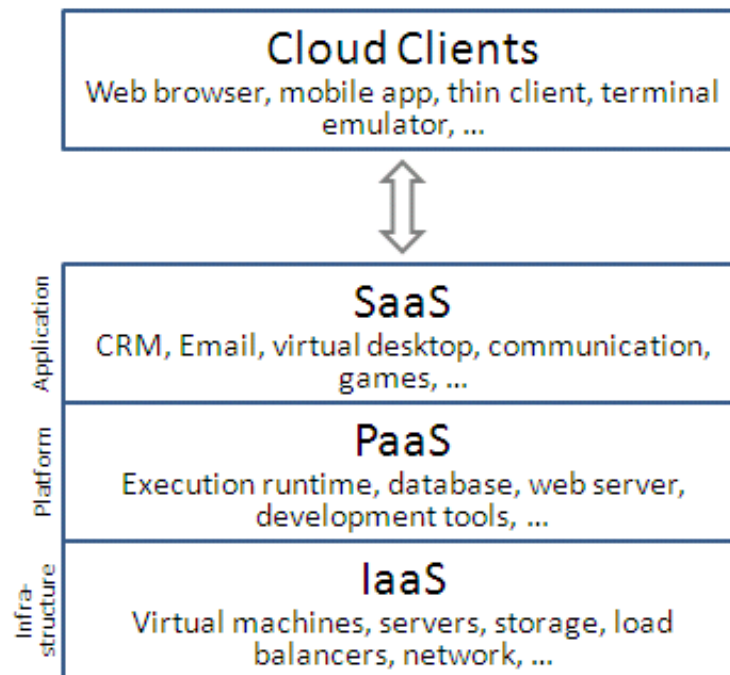 Cloud Clients
Web browser, mobile app, thin client, terminal
emulator, ...
Application
SaaS
CRM, Email, virtual desktop, communication,
games, ...
Platform
PaaS
Execution runtime, database, web server,
development tools, ...
Infra-
structure
IaaS
Virtual machines, servers, storage, load
balancers, network, ...